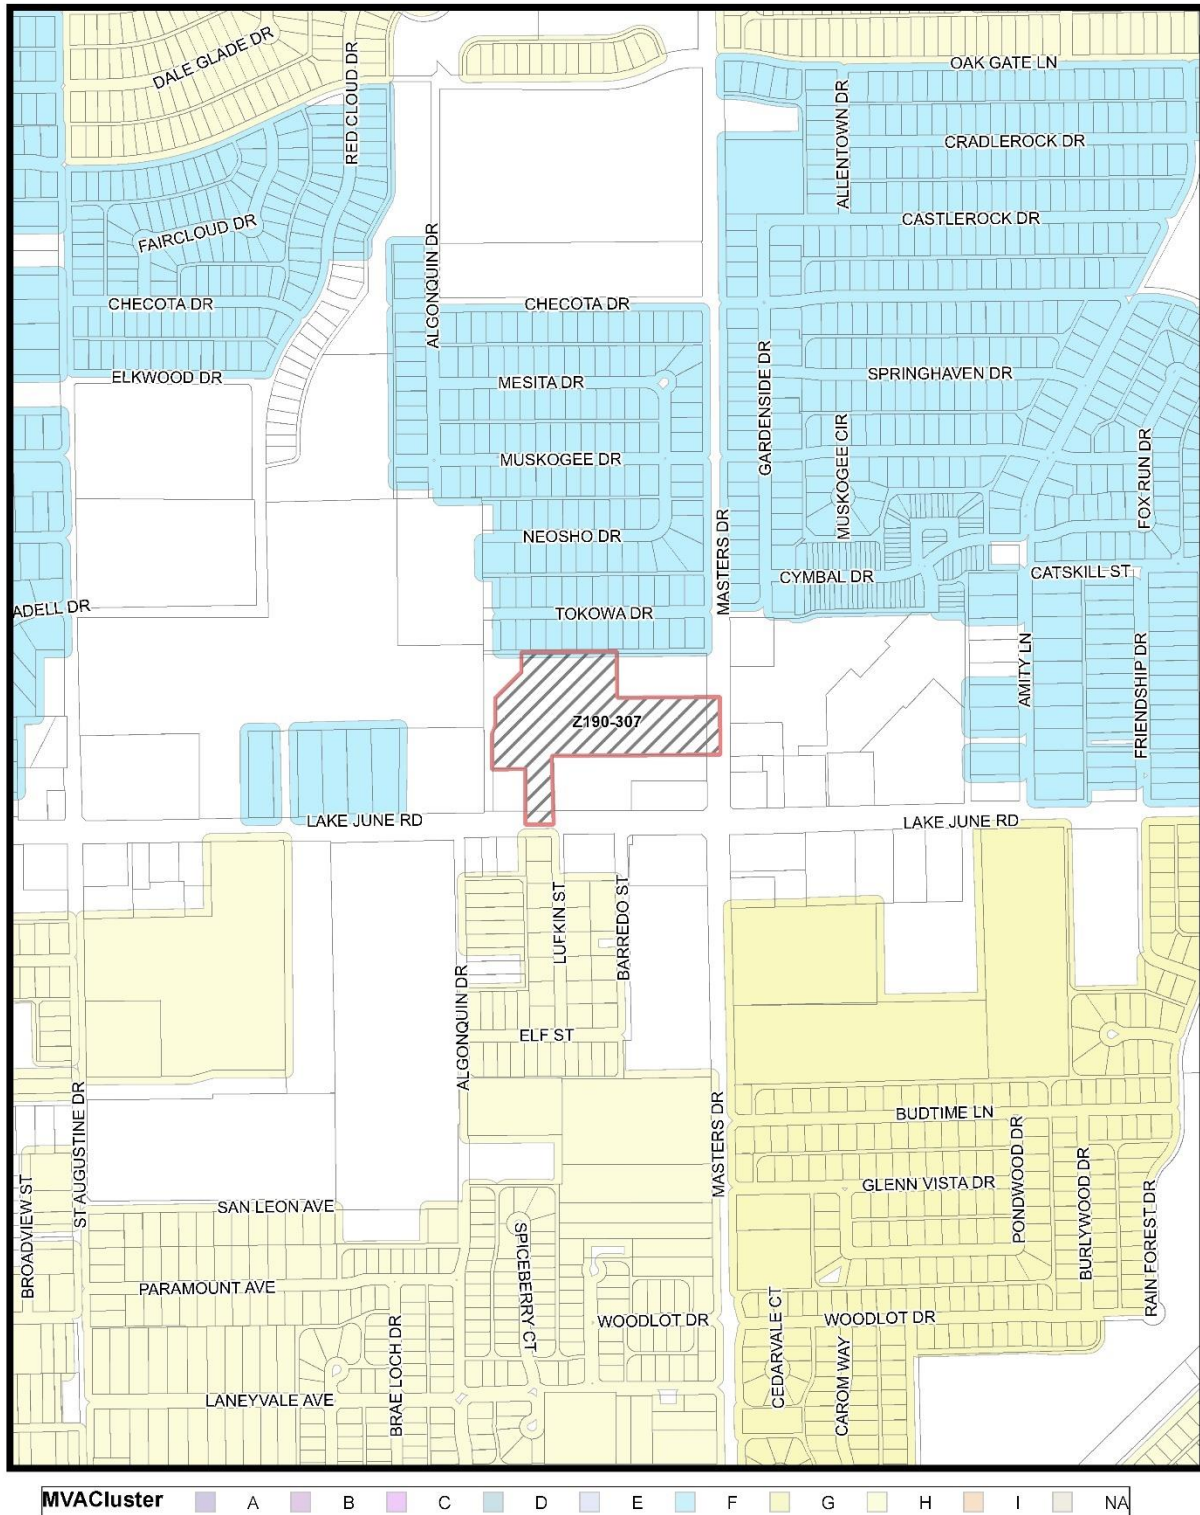 DALE GLADE DR
RED CLOUD DR
OAK GATE LN
ALLENTOWN DR
CRADLEROCK DR
CASTLEROCK DR
FAIRCLOUD DR
ALGONQUIN DR
CHECOTA DR
CHECOTA DR
ELKWOOD DR
MESITA DR
GARDENSIDE DR
SPRINGHAVEN DR
MUSKOGEE DR
MUSKOGEE CIR
FOX RUN DR
NEOSHO DR
MASTERS DR
CYMBAL DR
CATSKILL ST
ADELL DR
TOKOWA DR
AMITY LN
FRIENDSHIP DR
Z190-307
LAKE JUNE RD
LAKE JUNE RD
LUFKIN ST
BARREDO ST
ALGONQUIN DR
ELF ST
ST AUGUSTINE DR
MASTERS DR
BUDTIME LN
PONDWOOD DR
BURLYWOOD DR
GLENN VISTA DR
BROADVIEW ST
SAN LEON AVE
SPICEBERRY CT
RAIN FOREST DR
PARAMOUNT AVE
WOODLOT DR
WOODLOT DR
CEDARVALE CT
CAROM WAY
BRAE LOCH DR
LANEYVALE AVE
MVACluster A B C D E F G H I NA